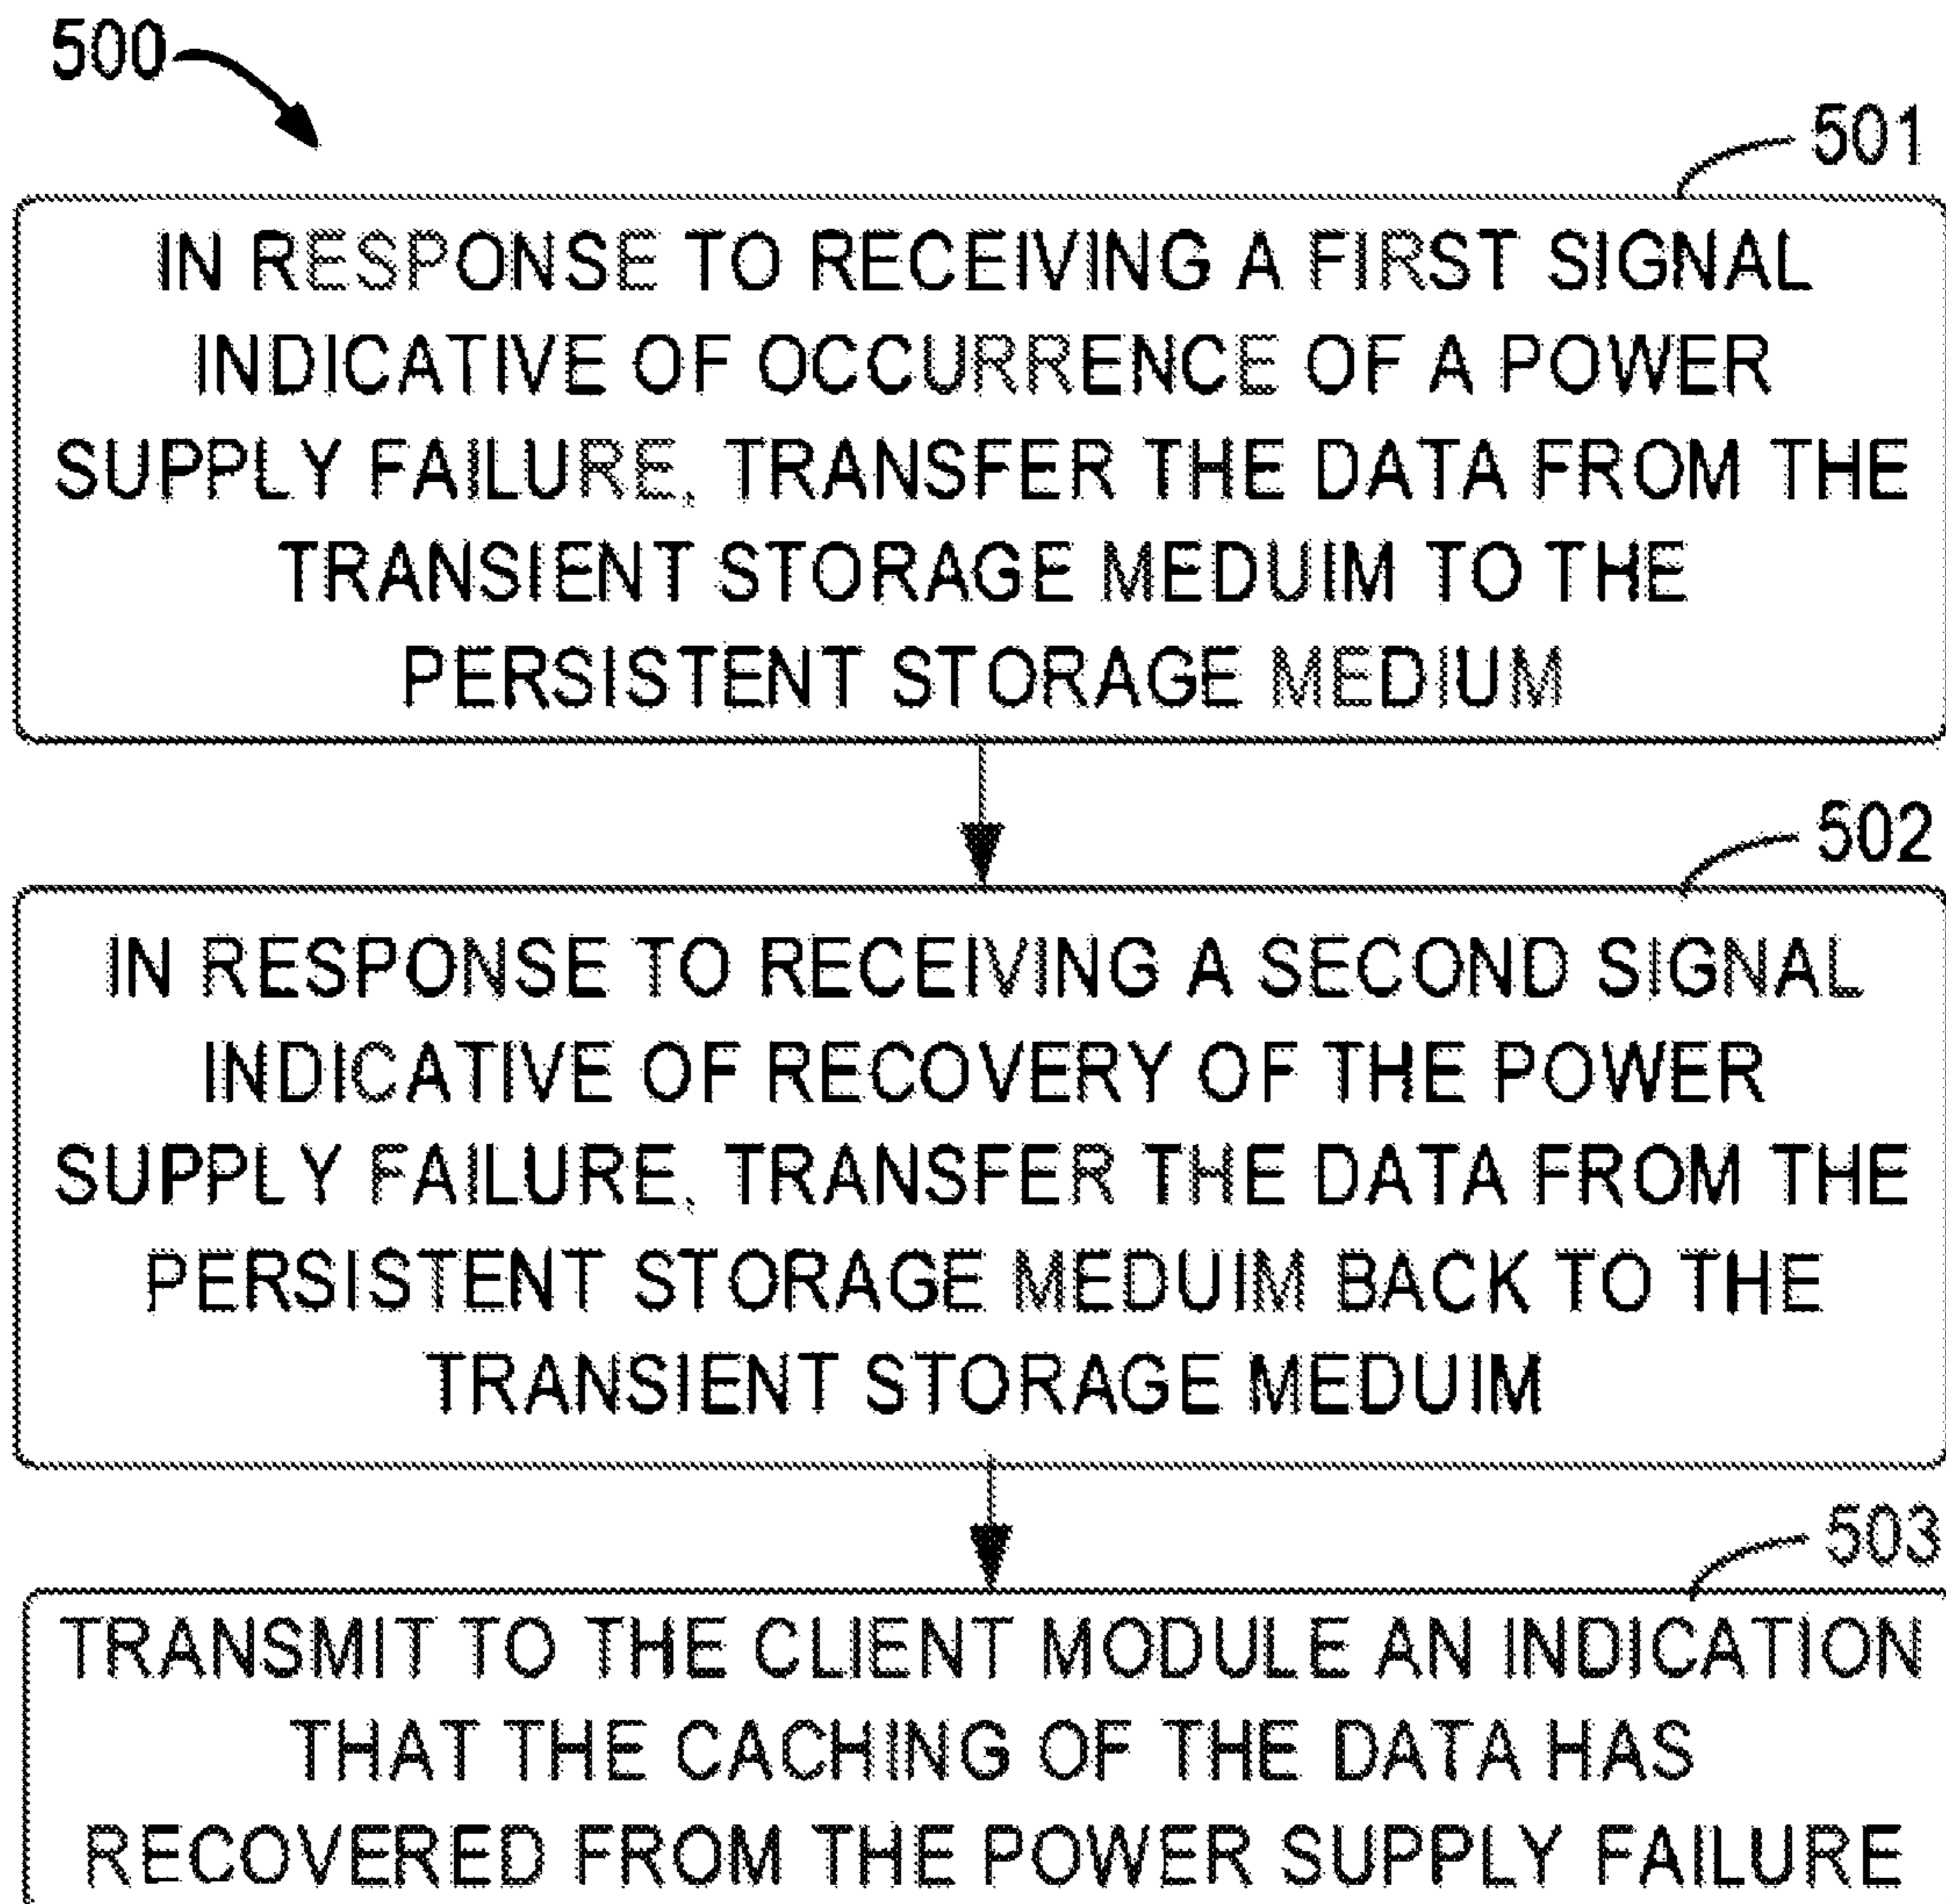 500
501
IN RESPONSE TO RECEIVING A FIRST SIGNAL
INDICATIVE OF OCCURRENCE OF A POWER
SUPPLY FAILURE, TRANSFER THE DATA FROM THE
TRANSIENT STORAGE MEDUIM TO THE
PERSISTENT STORAGE MEDIUM
502
IN RESPONSE TO RECEIVING A SECOND SIGNAL
INDICATIVE OF RECOVERY OF THE POWER
SUPPLY FAILURE, TRANSFER THE DATA FROM THE
PERSISTENT STORAGE MEDUIM BACK TO THE
TRANSIENT STORAGE MEDUIM
503
TRANSMIT TO THE CLIENT MODULE AN INDICATION
THAT THE CACHING OF THE DATA HAS
RECOVERED FROM THE POWER SUPPLY FAILURE